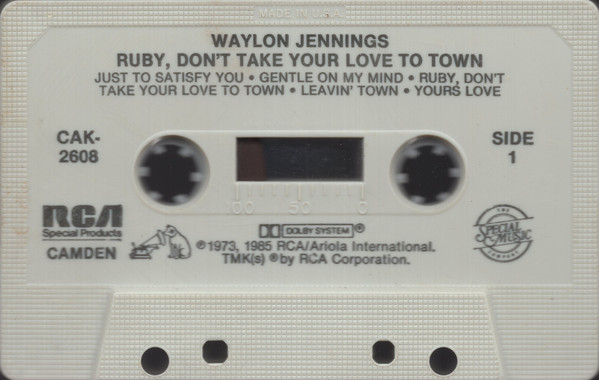 MADE IN U.S.A.
WAYLON JENNINGS
RUBY, DON'T TAKE YOUR LOVE TO TOWN
JUST TO SATISFY YOU • GENTLE ON MY MIND • RUBY, DON'T
TAKE YOUR LOVE TO TOWN • LEAVIN' TOWN • YOURS LOVE
CAK-
2608
SIDE
1
100 50 0
RCA
Special Products
CAMDEN
DOLBY SYSTEM®
℗1973, 1985 RCA/Ariola International.
TMK(s) ® by RCA Corporation.
THE
SPECIAL
MUSIC
COMPANY